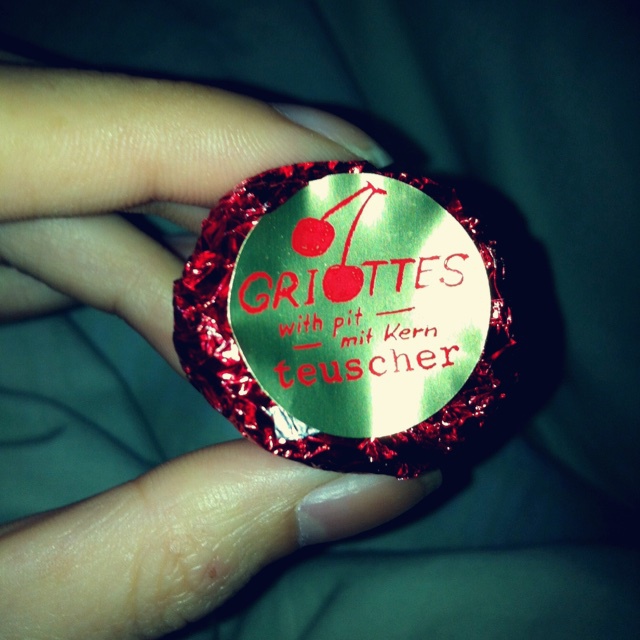 GRIOTTES
with pit —
— mit Kern
teuscher